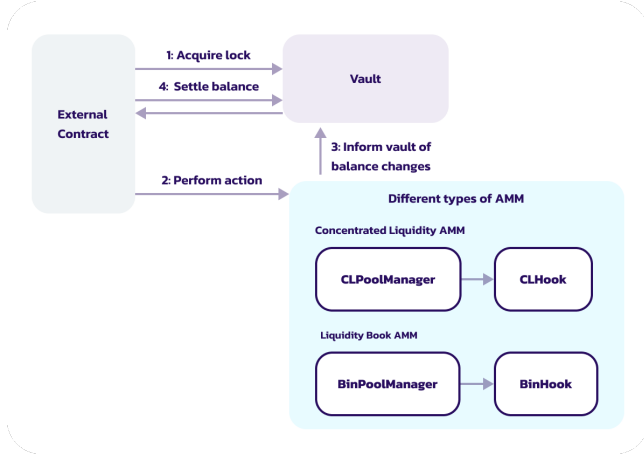 1: Acquire lock
4: Settle balance
External
Contract
Vault
3: Inform vault of
balance changes
2: Perform action
Different types of AMM
Concentrated Liquidity AMM
CLPoolManager
CLHook
Liquidity Book AMM
BinPoolManager
BinHook